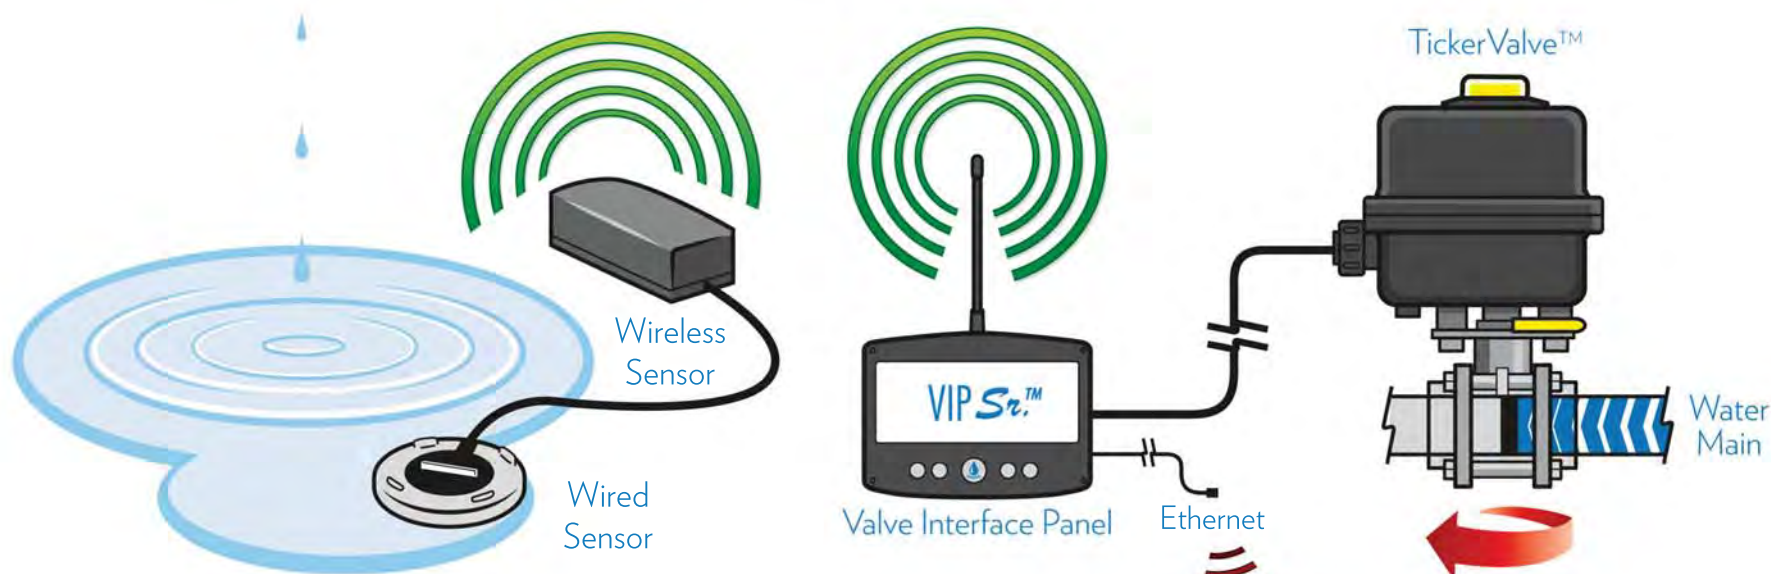 TickerValve™
Wireless
Sensor
VIP Sr.™
Water
Main
Wired
Sensor
Valve Interface Panel
Ethernet